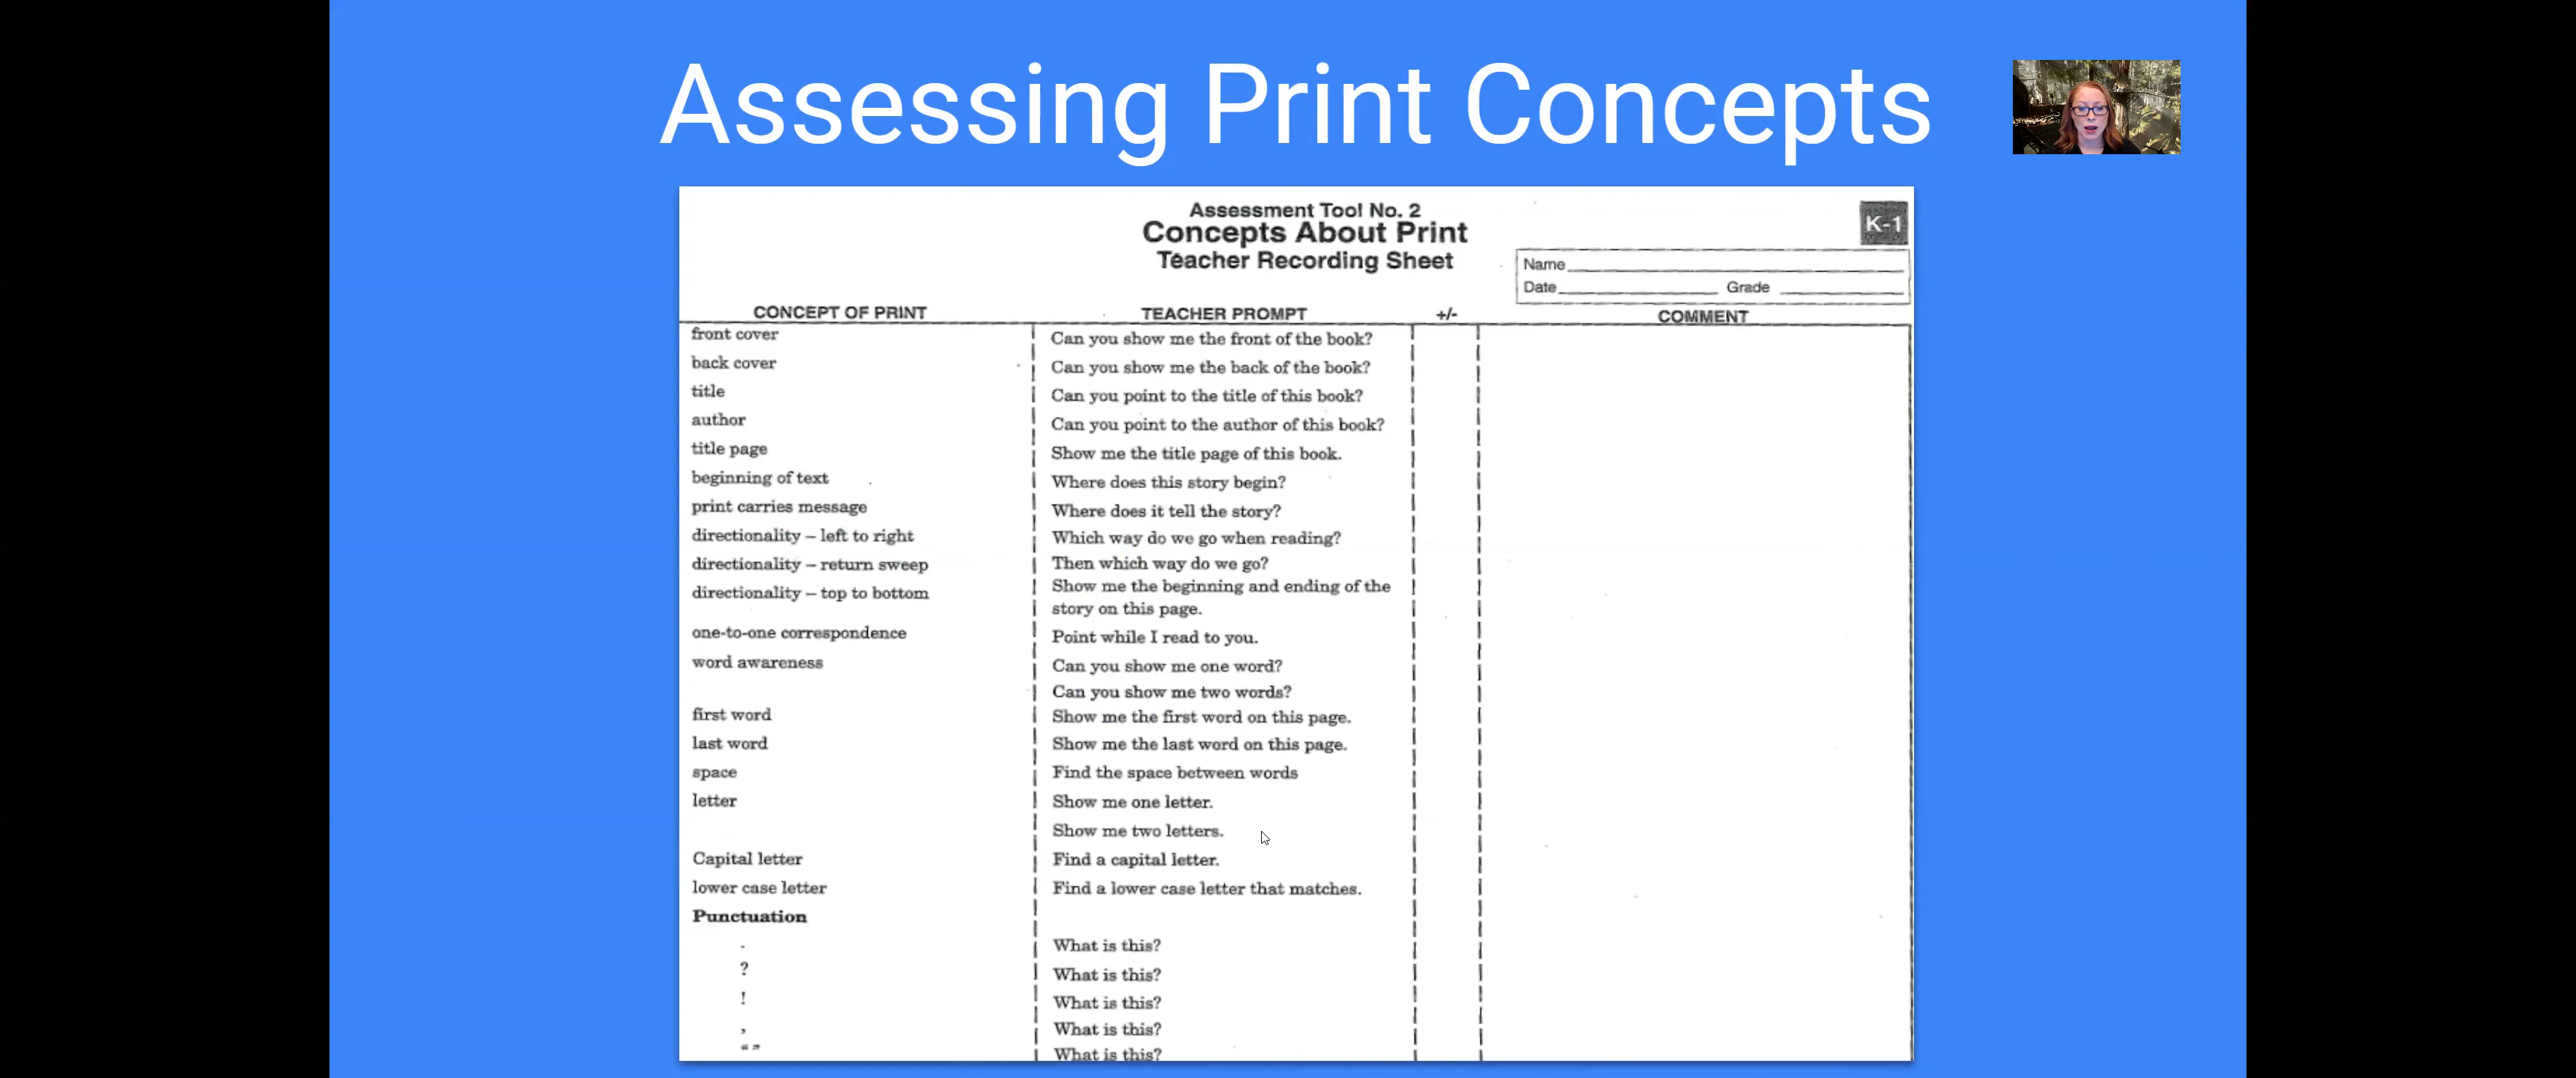 Assessing Print Concepts
Assessment Tool No. 2
Concepts About Print
Teacher Recording Sheet
K-1
Name
Date Grade
CONCEPT OF PRINT TEACHER PROMPT +/- COMMENT
front cover Can you show me the front of the book?
back cover Can you show me the back of the book?
title Can you point to the title of this book?
author Can you point to the author of this book?
title page Show me the title page of this book.
beginning of text Where does this story begin?
print carries message Where does it tell the story?
directionality – left to right Which way do we go when reading?
directionality – return sweep Then which way do we go?
directionality – top to bottom Show me the beginning and ending of the
story on this page.
one-to-one correspondence Point while I read to you.
word awareness Can you show me one word?
Can you show me two words?
first word Show me the first word on this page.
last word Show me the last word on this page.
space Find the space between words
letter Show me one letter.
Show me two letters.
Capital letter Find a capital letter.
lower case letter Find a lower case letter that matches.
Punctuation
. What is this?
? What is this?
! What is this?
, What is this?
“ ” What is this?